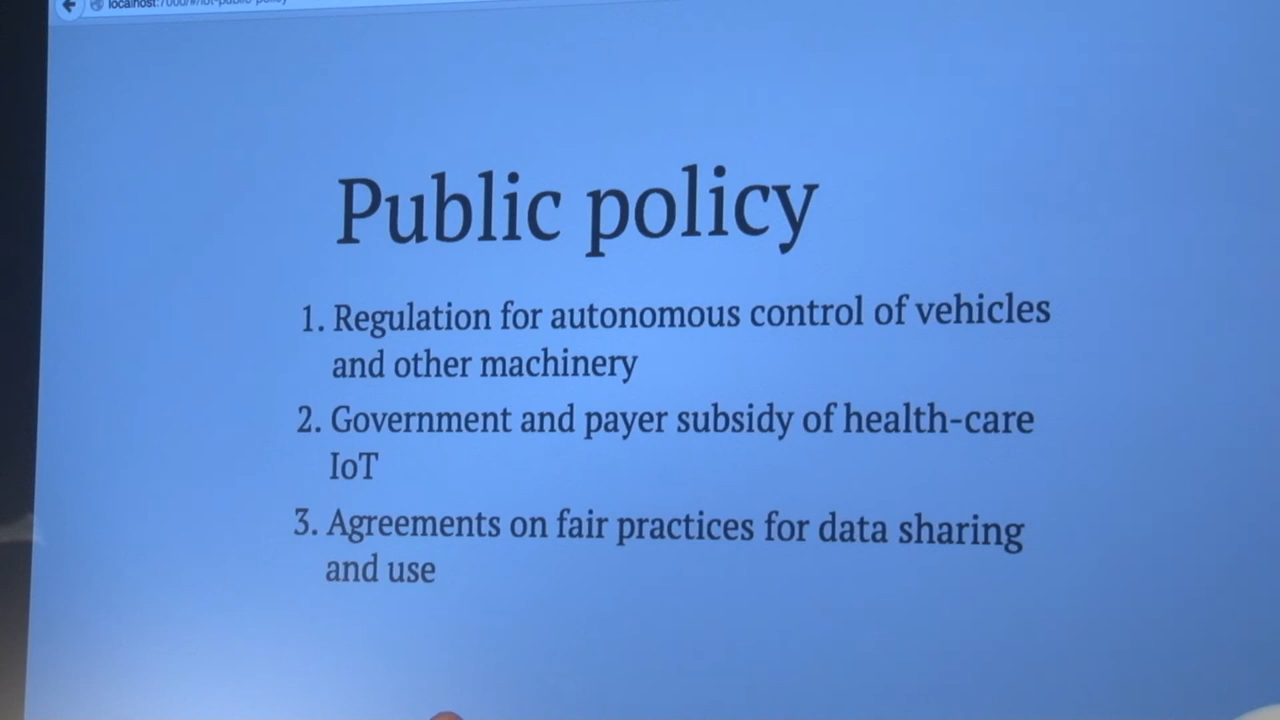 Public policy
1. Regulation for autonomous control of vehicles
and other machinery
2. Government and payer subsidy of health-care
IoT
3. Agreements on fair practices for data sharing
and use